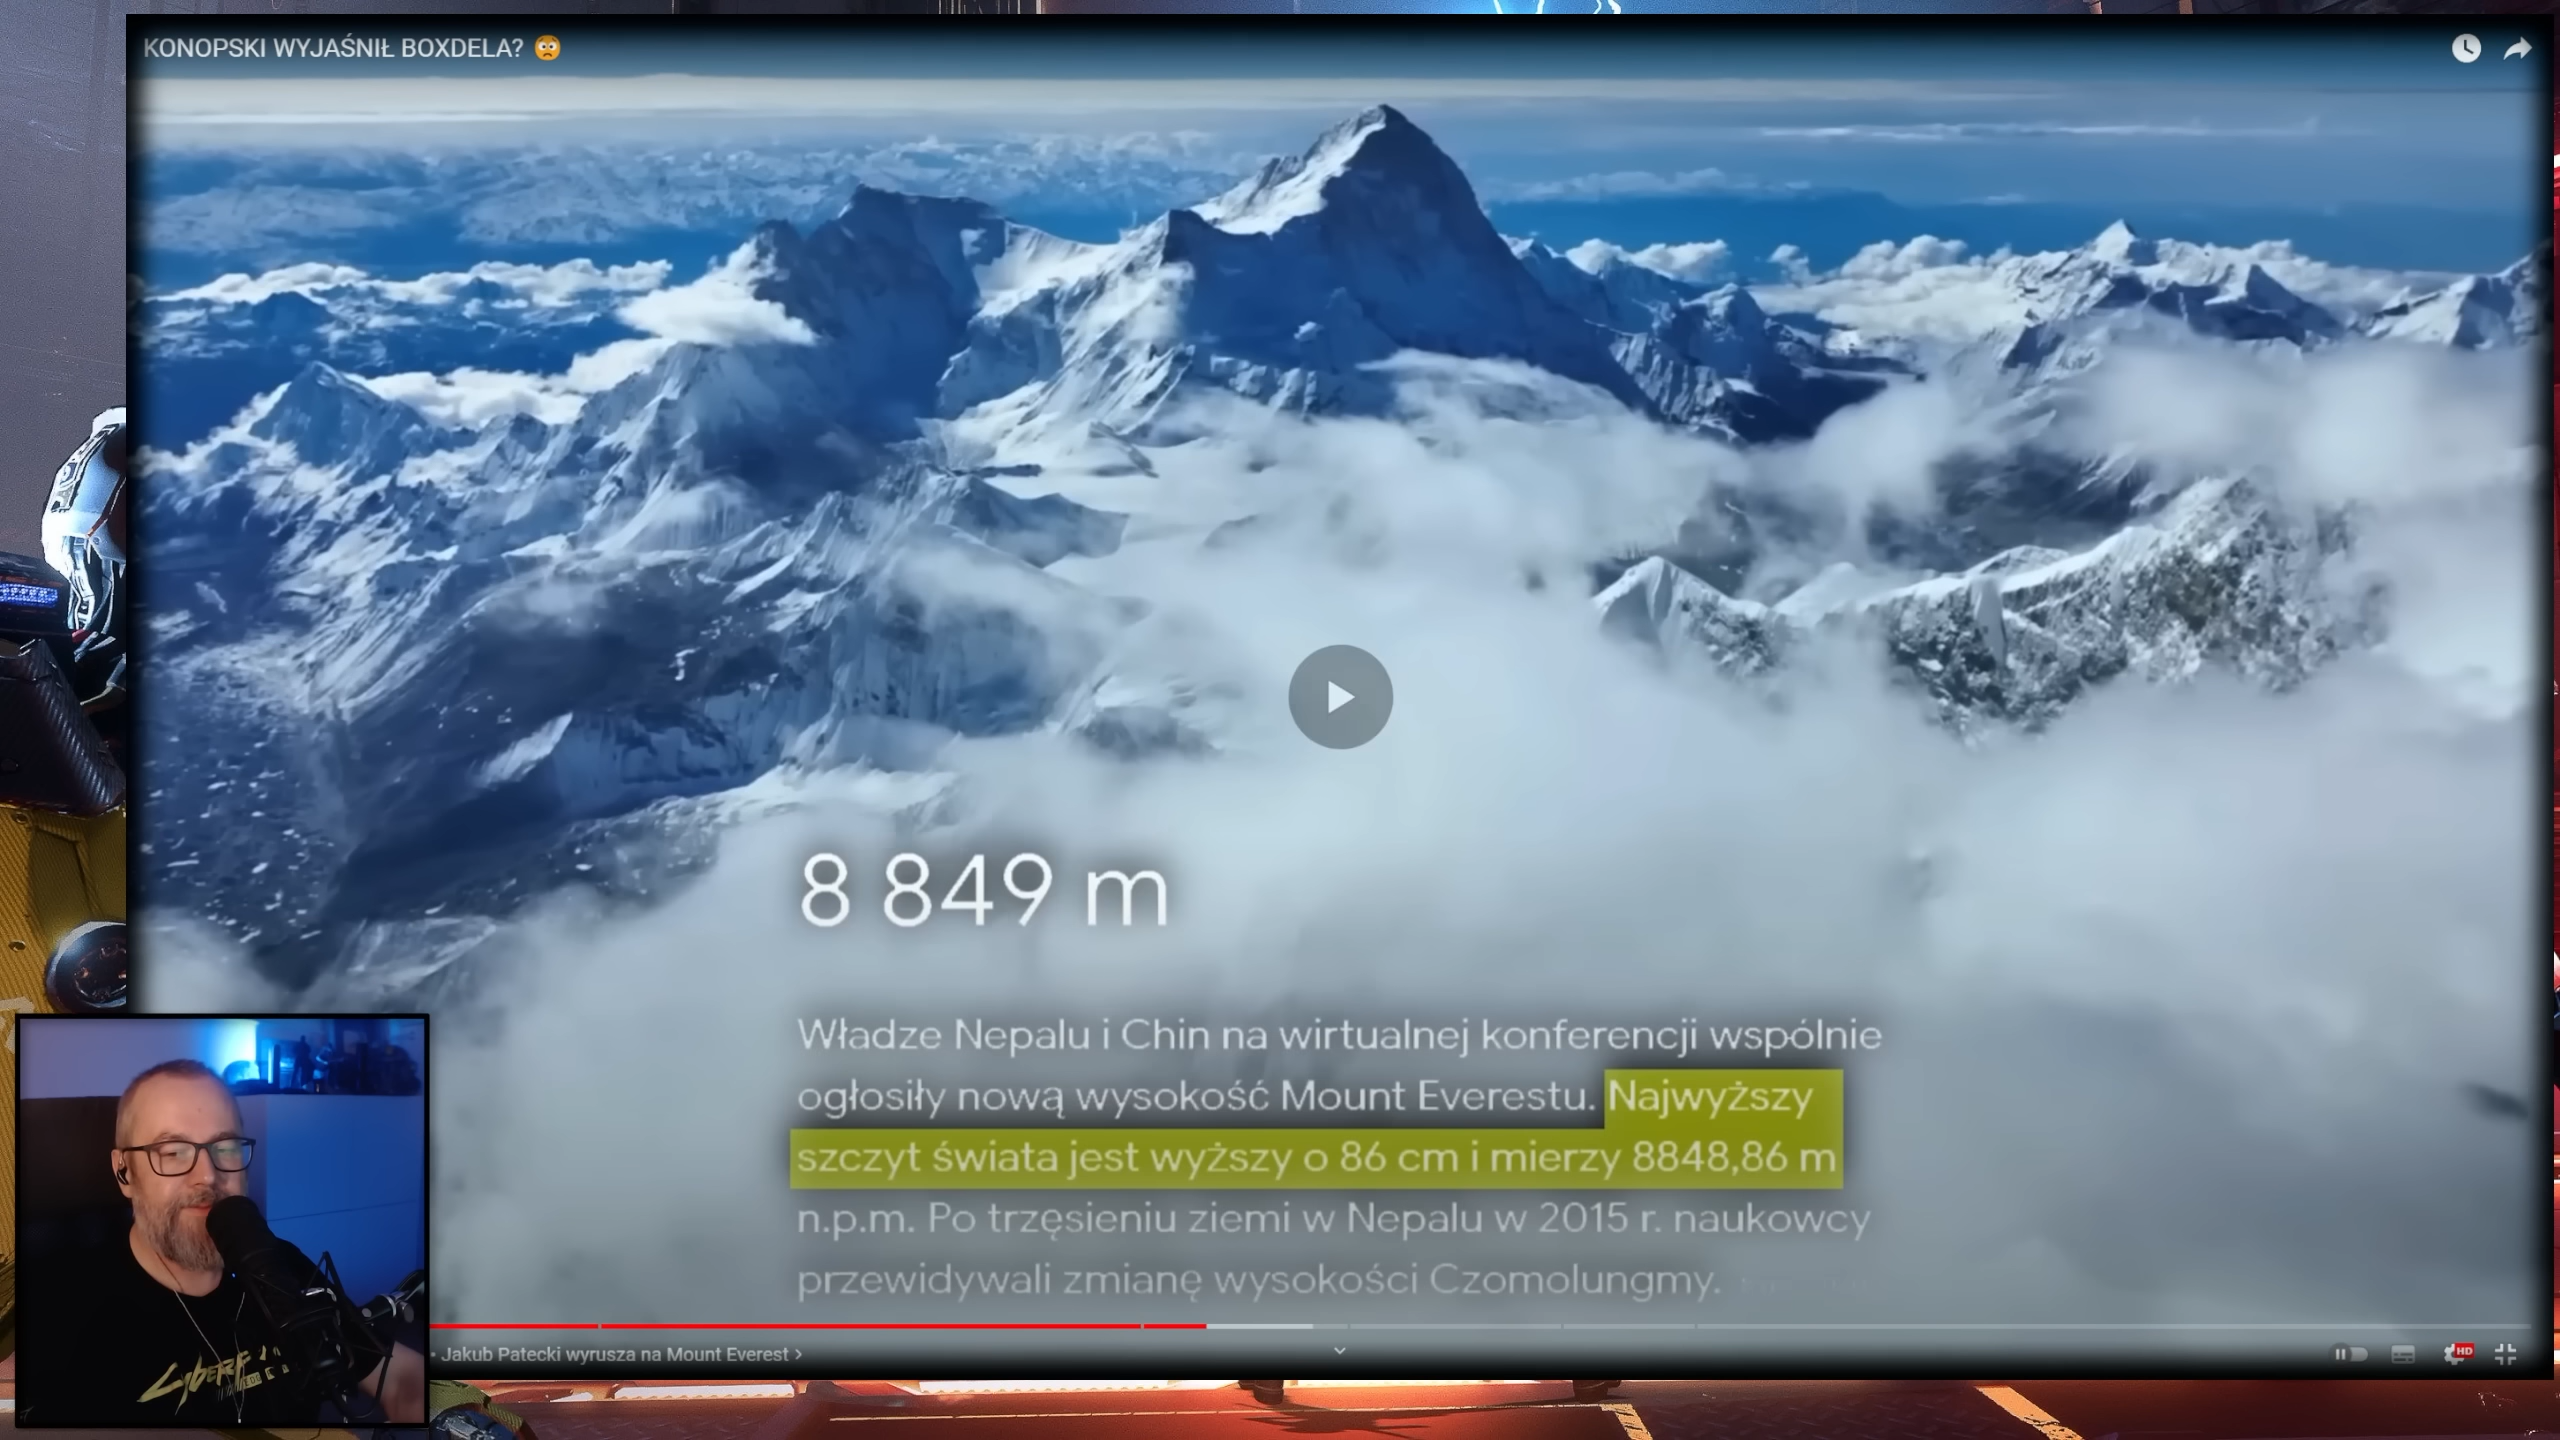 KONOPSKI WYJAŚNIŁ BOXDELA? 😳
8 849 m
Władze Nepalu i Chin na wirtualnej konferencji wspólnie
ogłosiły nową wysokość Mount Everestu. Najwyższy
szczyt świata jest wyższy o 86 cm i mierzy 8848,86 m
n.p.m. Po trzęsieniu ziemi w Nepalu w 2015 r. naukowcy
przewidywali zmianę wysokości Czomolungmy.
• Jakub Patecki wyrusza na Mount Everest >
HD